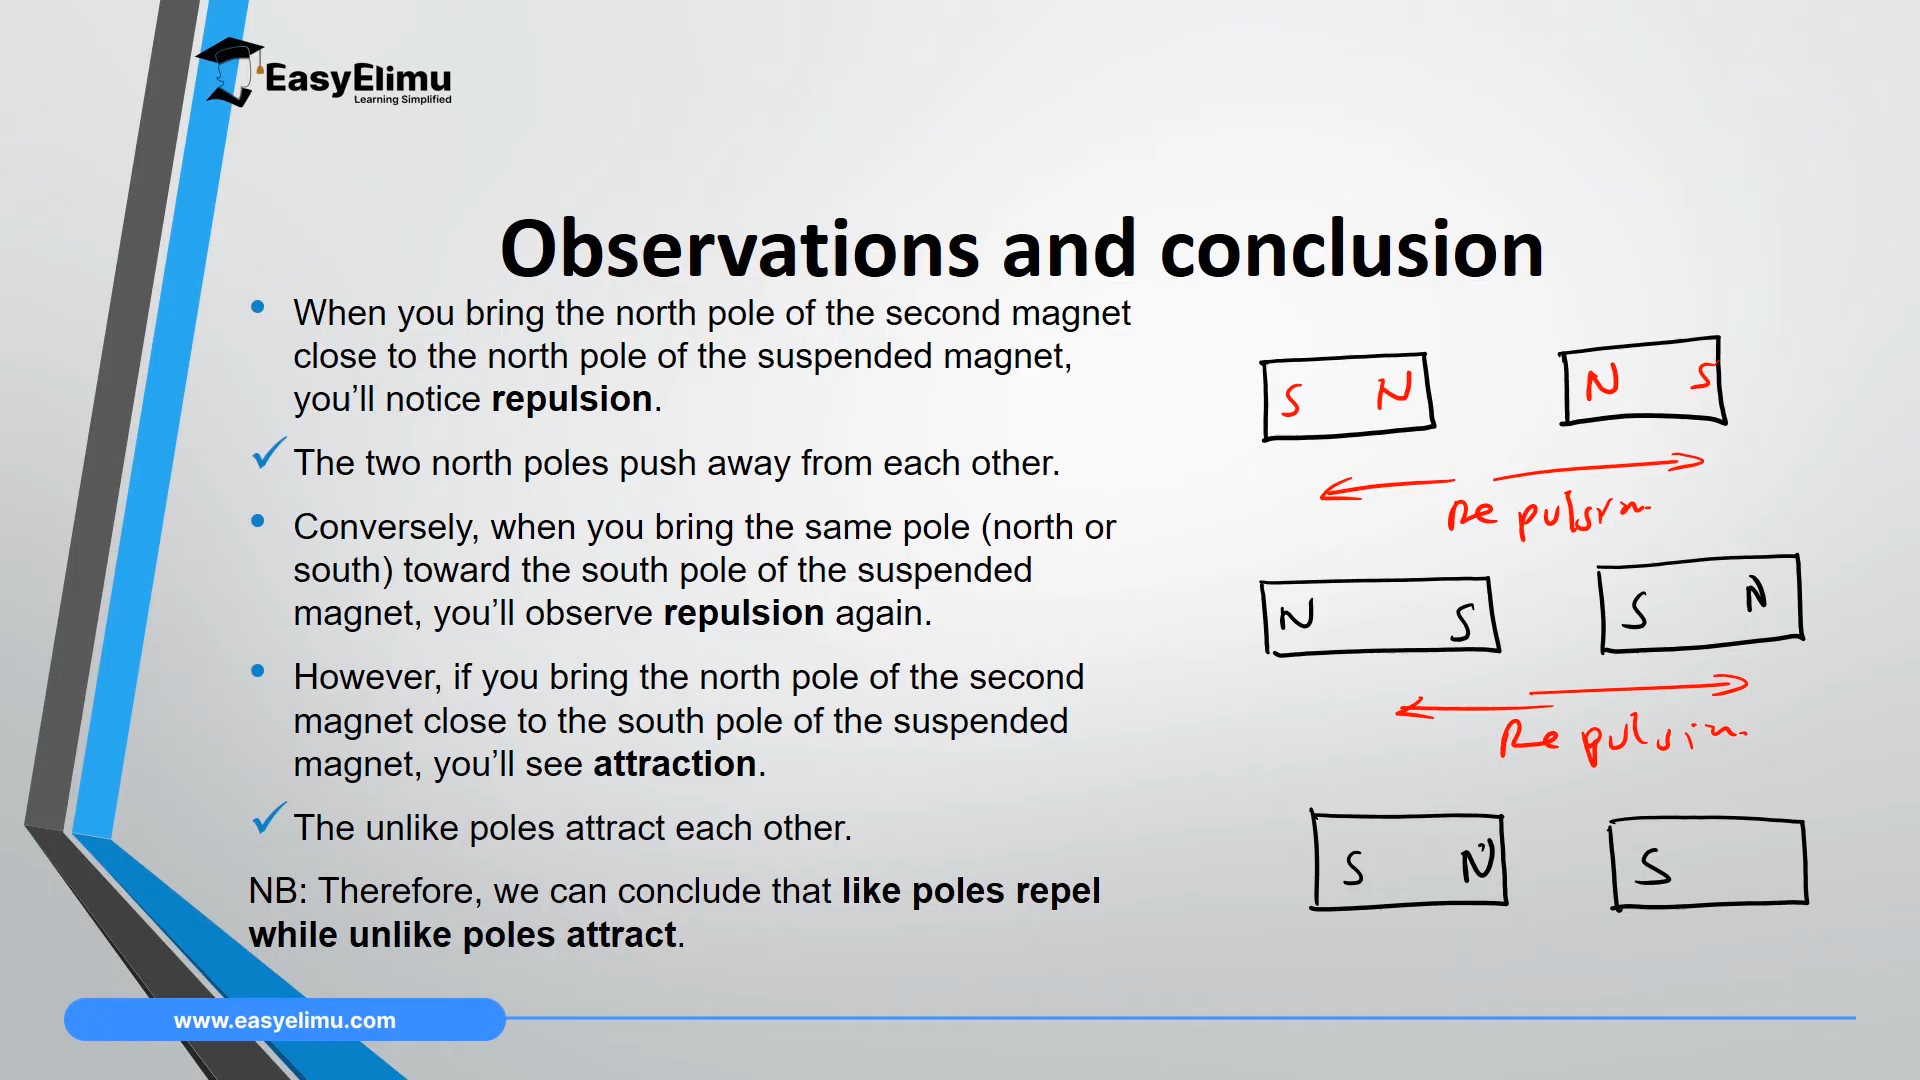 EasyElimu
Learning Simplified
Observations and conclusion
• When you bring the north pole of the second magnet
close to the north pole of the suspended magnet,
you’ll notice repulsion.
✓ The two north poles push away from each other.
• Conversely, when you bring the same pole (north or
south) toward the south pole of the suspended
magnet, you’ll observe repulsion again.
• However, if you bring the north pole of the second
magnet close to the south pole of the suspended
magnet, you’ll see attraction.
✓ The unlike poles attract each other.
NB: Therefore, we can conclude that like poles repel
while unlike poles attract.
S N N S
Repulsion
N S S N
Repulsion
S N S
www.easyelimu.com